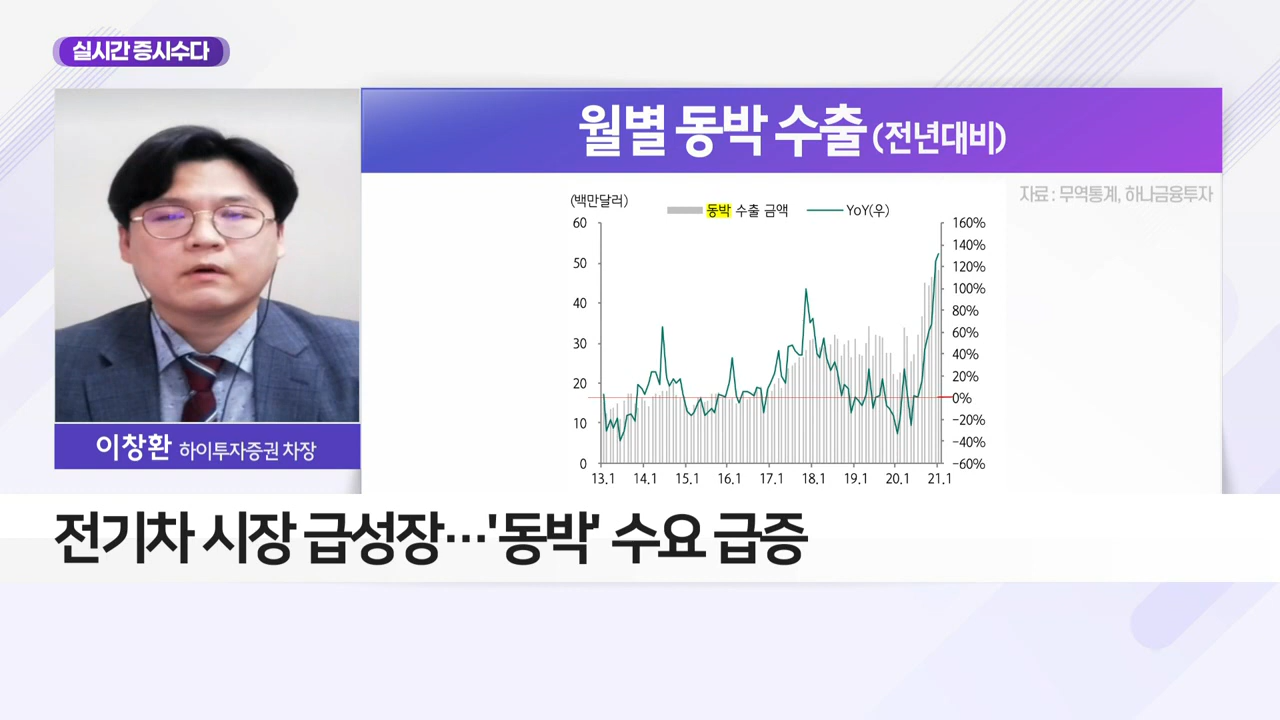 실시간 증시수다
월별 동박 수출 (전년대비)
자료 : 무역통계, 하나금융투자
(백만달러)
동박 수출 금액
YoY(우)
60
50
40
30
20
10
0
160%
140%
120%
100%
80%
60%
40%
20%
0%
-20%
-40%
-60%
13.1 14.1 15.1 16.1 17.1 18.1 19.1 20.1 21.1
이창환 하이투자증권 차장
전기차 시장 급성장…'동박' 수요 급증